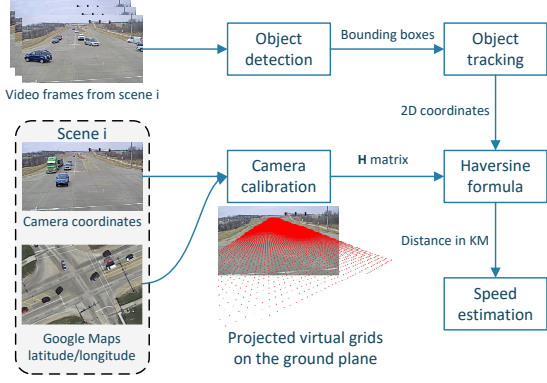 Object
detection
Bounding boxes
Object
tracking
Video frames from scene i
2D coordinates
Scene i
Camera
calibration
H matrix
Haversine
formula
Camera coordinates
Distance in KM
Google Maps
latitude/longitude
Projected virtual grids
on the ground plane
Speed
estimation